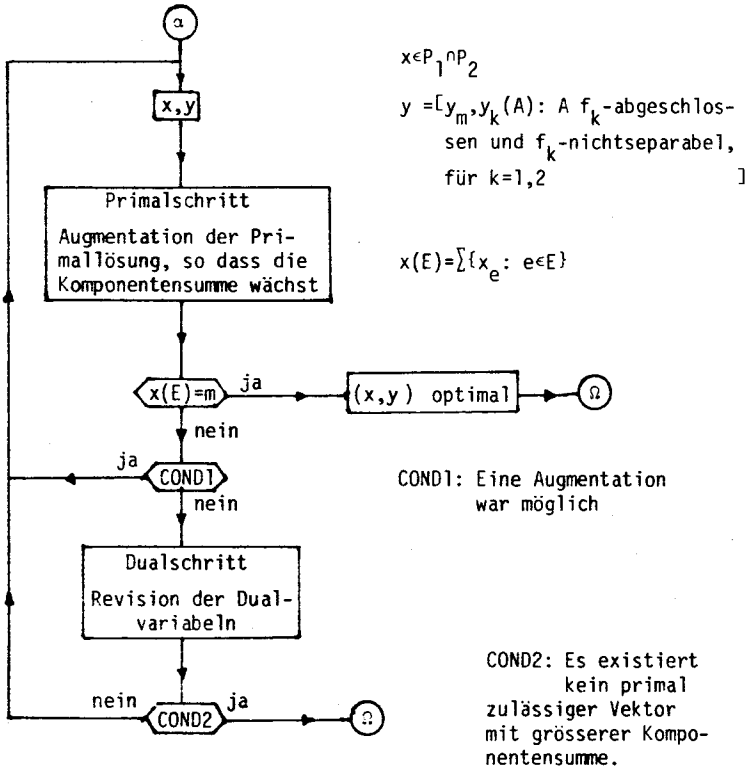 α
x,y
x∈P₁∩P₂
y =[yₘ,yₖ(A): A fₖ-abgeschlos-
sen und fₖ-nichtseparabel,
für k=1,2 ]
Primalschritt
Augmentation der Pri-
mallösung, so dass die
Komponentensumme wächst
x(E)=∑{xₑ: e∈E}
x(E)=m
ja
(x,y) optimal
Ω
nein
ja
COND1
COND1: Eine Augmentation
war möglich
nein
Dualschritt
Revision der Dual-
variabeln
nein
COND2
ja
Ω
COND2: Es existiert
kein primal
zulässiger Vektor
mit grösserer Kompo-
nentensumme.